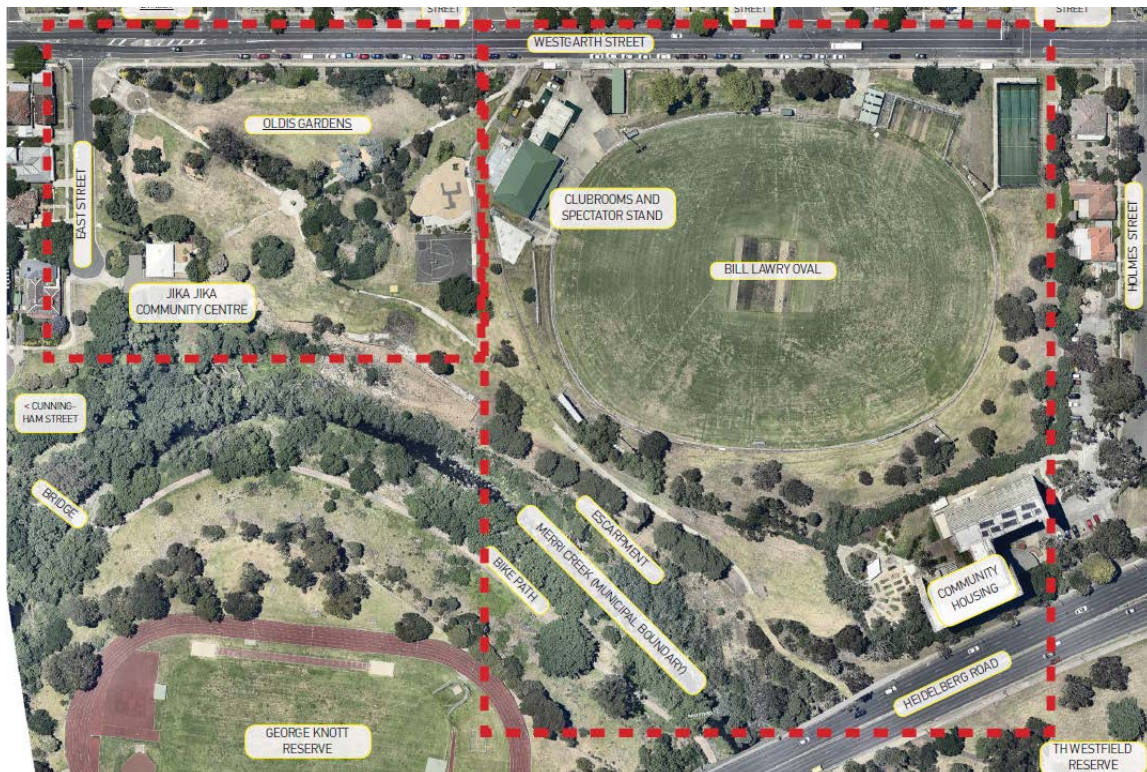 STREET
STREET
STREET
STREET
WESTGARTH STREET
OLDIS GARDENS
EAST STREET
CLUBROOMS AND
SPECTATOR STAND
BILL LAWRY OVAL
HOLMES STREET
JIKA JIKA
COMMUNITY CENTRE
< CUNNING-
HAM STREET
BRIDGE
ESCARPMENT
MERRI CREEK (MUNICIPAL BOUNDARY)
BIKE PATH
COMMUNITY
HOUSING
HEIDELBERG ROAD
GEORGE KNOTT
RESERVE
TH WESTFIELD
RESERVE